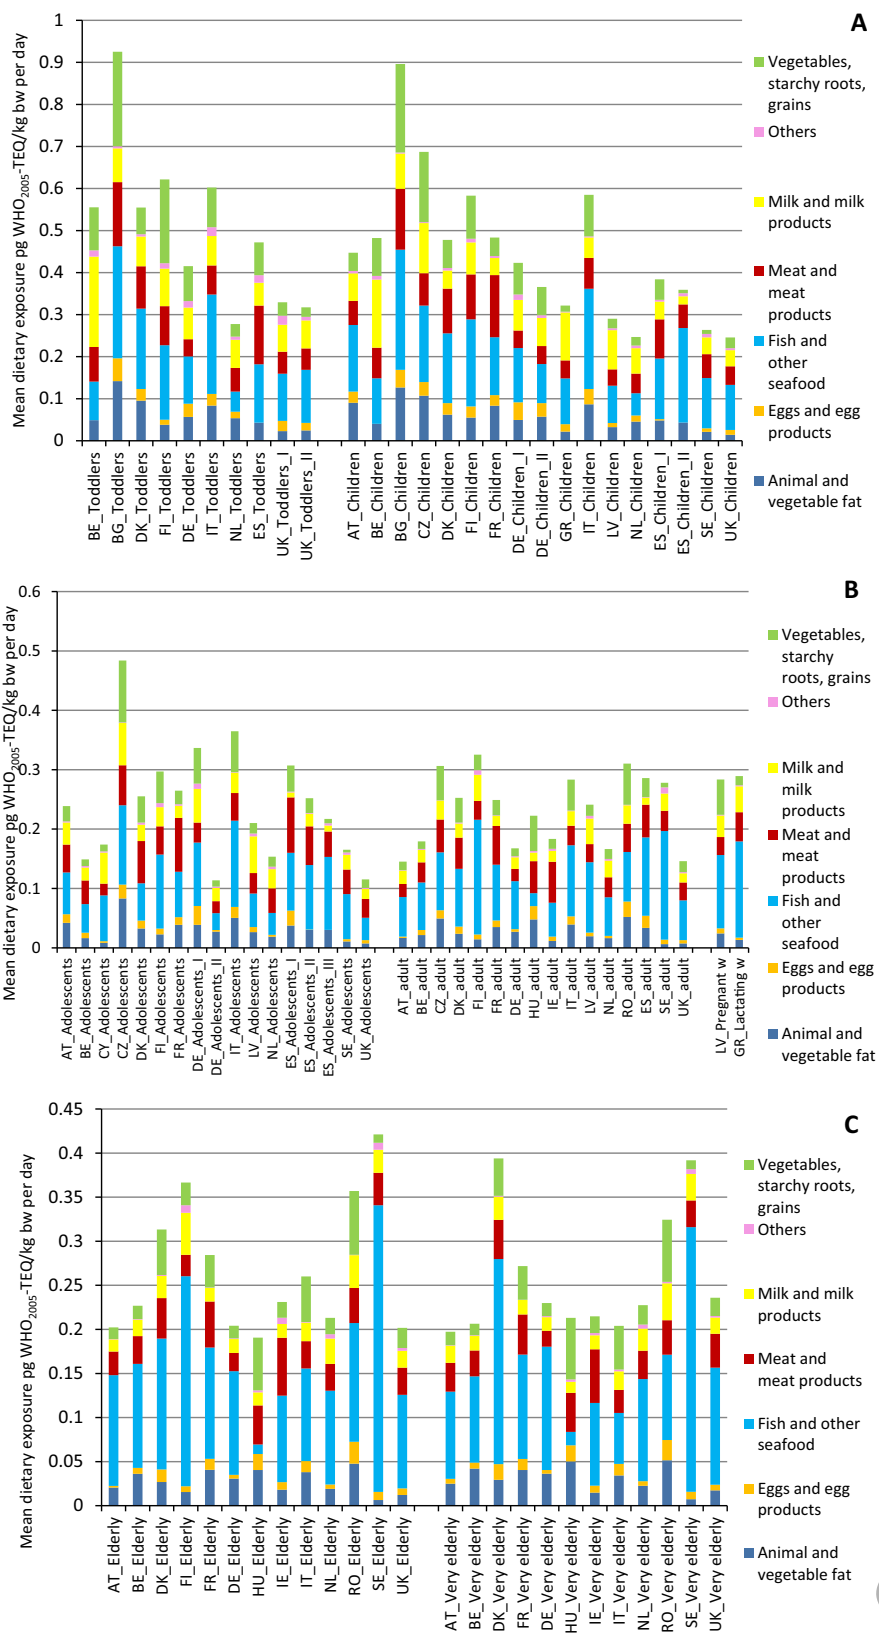 A
Mean dietary exposure pg WHO2005-TEQ/kg bw per day
1
0.9
0.8
0.7
0.6
0.5
0.4
0.3
0.2
0.1
0
BE_Toddlers
BG_Toddlers
DK_Toddlers
FI_Toddlers
DE_Toddlers
IT_Toddlers
NL_Toddlers
ES_Toddlers
UK_Toddlers_I
UK_Toddlers_II
AT_Children
BE_Children
BG_Children
CZ_Children
DK_Children
FI_Children
FR_Children
DE_Children_I
DE_Children_II
GR_Children
IT_Children
LV_Children
NL_Children
ES_Children_I
ES_Children_II
SE_Children
UK_Children
Vegetables,
starchy roots,
grains
Others
Milk and milk
products
Meat and
meat
products
Fish and
other
seafood
Eggs and egg
products
Animal and
vegetable fat
B
Mean dietary exposure pg WHO2005-TEQ/kg bw per day
0.6
0.5
0.4
0.3
0.2
0.1
0
AT_Adolescents
BE_Adolescents
CY_Adolescents
CZ_Adolescents
DK_Adolescents
FI_Adolescents
FR_Adolescents
DE_Adolescents_I
DE_Adolescents_II
IT_Adolescents
LV_Adolescents
NL_Adolescents
ES_Adolescents_I
ES_Adolescents_II
ES_Adolescents_III
SE_Adolescents
UK_Adolescents
AT_adult
BE_adult
CZ_adult
DK_adult
FI_adult
FR_adult
DE_adult
HU_adult
IE_adult
IT_adult
LV_adult
NL_adult
RO_adult
ES_adult
SE_adult
UK_adult
LV_Pregnant w
GR_Lactating w
Vegetables,
starchy
roots, grains
Others
Milk and
milk
products
Meat and
meat
products
Fish and
other
seafood
Eggs and egg
products
Animal and
vegetable fat
C
Mean dietary exposure pg WHO2005-TEQ/kg bw per day
0.45
0.4
0.35
0.3
0.25
0.2
0.15
0.1
0.05
0
AT_Elderly
BE_Elderly
DK_Elderly
FI_Elderly
FR_Elderly
DE_Elderly
HU_Elderly
IE_Elderly
IT_Elderly
NL_Elderly
RO_Elderly
SE_Elderly
UK_Elderly
AT_Very elderly
BE_Very elderly
DK_Very elderly
FR_Very elderly
DE_Very elderly
HU_Very elderly
IE_Very elderly
IT_Very elderly
NL_Very elderly
RO_Very elderly
SE_Very elderly
UK_Very elderly
Vegetables,
starchy roots,
grains
Others
Milk and milk
products
Meat and
meat products
Fish and other
seafood
Eggs and egg
products
Animal and
vegetable fat